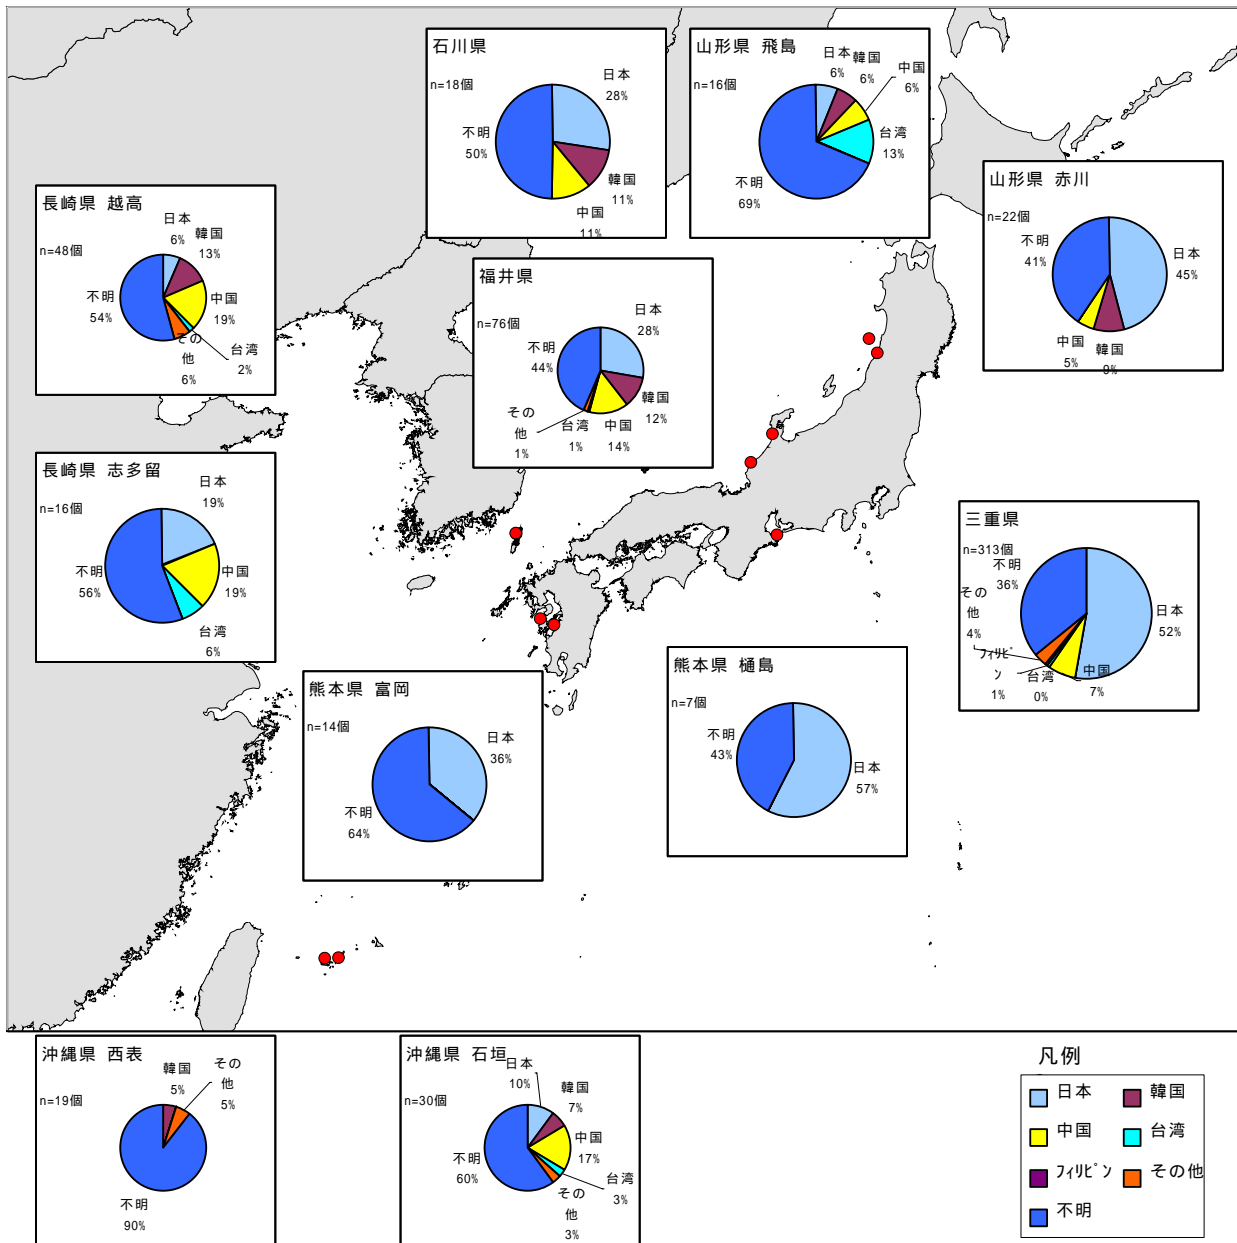 石川県
n=18個
日本
28%
韓国
11%
中国
11%
不明
50%
山形県 飛島
n=16個
日本
6%
韓国
6%
中国
6%
台湾
13%
不明
69%
山形県 赤川
n=22個
日本
45%
韓国
9%
中国
5%
不明
41%
長崎県 越高
n=48個
日本
6%
韓国
13%
中国
19%
台湾
2%
その
他
6%
不明
54%
福井県
n=76個
日本
28%
韓国
12%
中国
14%
台湾
1%
その
他
1%
不明
44%
長崎県 志多留
n=16個
日本
19%
中国
19%
台湾
6%
不明
56%
三重県
n=313個
日本
52%
中国
7%
台湾
0%
フィリピ
ン
1%
その
他
4%
不明
36%
熊本県 富岡
n=14個
日本
36%
不明
64%
熊本県 樋島
n=7個
日本
57%
不明
43%
沖縄県 西表
n=19個
韓国
5%
その
他
5%
不明
90%
沖縄県 石垣
n=30個
日本
10%
韓国
7%
中国
17%
台湾
3%
その
他
3%
不明
60%
凡例
日本
韓国
中国
台湾
フィリピン
その他
不明